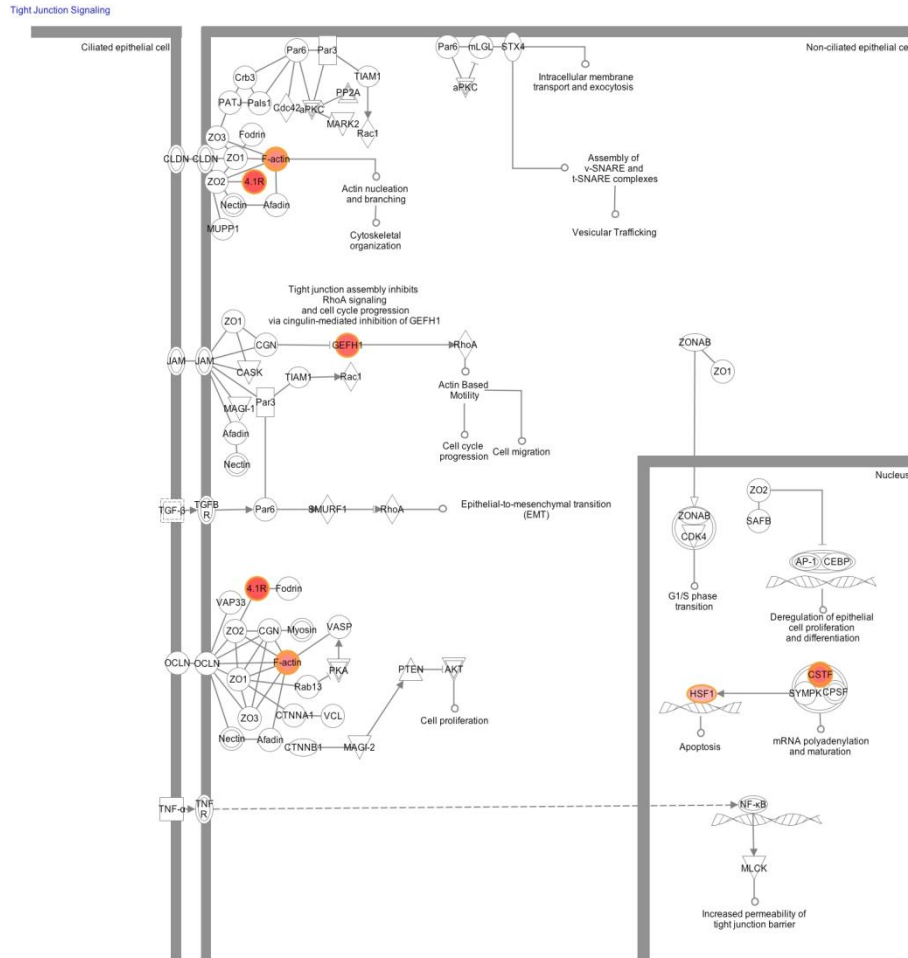 Tight Junction Signaling
Ciliated epithelial cell
Non-ciliated epithelial ce
Par6
Par3
Crb3
TIAM1
PATJ
Pals1
Cdc42
aPKC
PP2A
MARK2
Rac1
Par6
mLGL
STX4
aPKC
Intracellular membrane
transport and exocytosis
ZO3
Fodrin
CLDN
CLDN
ZO1
F-actin
ZO2
4.1R
Nectin
Afadin
MUPP1
Actin nucleation
and branching
Cytoskeletal
organization
Assembly of
v-SNARE and
t-SNARE complexes
Vesicular Trafficking
Tight junction assembly inhibits
RhoA signaling
and cell cycle progression
via cingulin-mediated inhibition of GEFH1
ZO1
CGN
GEFH1
RhoA
JAM
JAM
CASK
TIAM1
Rac1
MAGI-1
Par3
Afadin
Nectin
Actin Based
Motility
Cell cycle
progression
Cell migration
ZONAB
ZO1
TGF-β
TGFB
R
Par6
SMURF1
RhoA
Epithelial-to-mesenchymal transition
(EMT)
Nucleus
ZONAB
CDK4
G1/S phase
transition
ZO2
SAFB
AP-1
CEBP
Deregulation of epithelial
cell proliferation
and differentiation
4.1R
Fodrin
VAP33
ZO2
CGN
Myosin
VASP
OCLN
OCLN
F-actin
ZO1
Rab13
PKA
ZO3
CTNNA1
VCL
Nectin
Afadin
CTNNB1
MAGI-2
PTEN
AKT
Cell proliferation
CSTF
HSF1
SYMPK
CPSF
Apoptosis
mRNA polyadenylation
and maturation
TNF-α
TNF
R
NF-κB
MLCK
Increased permeability of
tight junction barrier